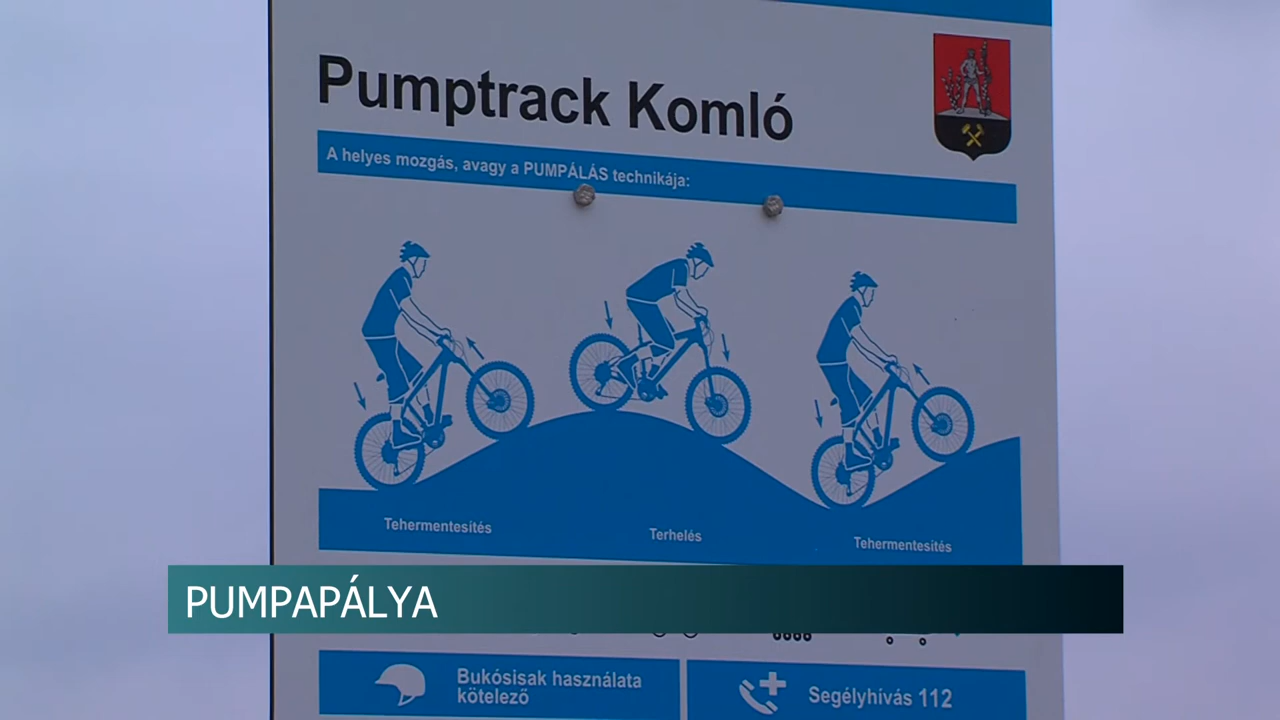 Pumptrack Komló
A helyes mozgás, avagy a PUMPÁLÁS technikája:
Tehermentesítés
Terhelés
Tehermentesítés
PUMPAPÁLYA
Bukósisak használata
kötelező
Segélyhívás 112